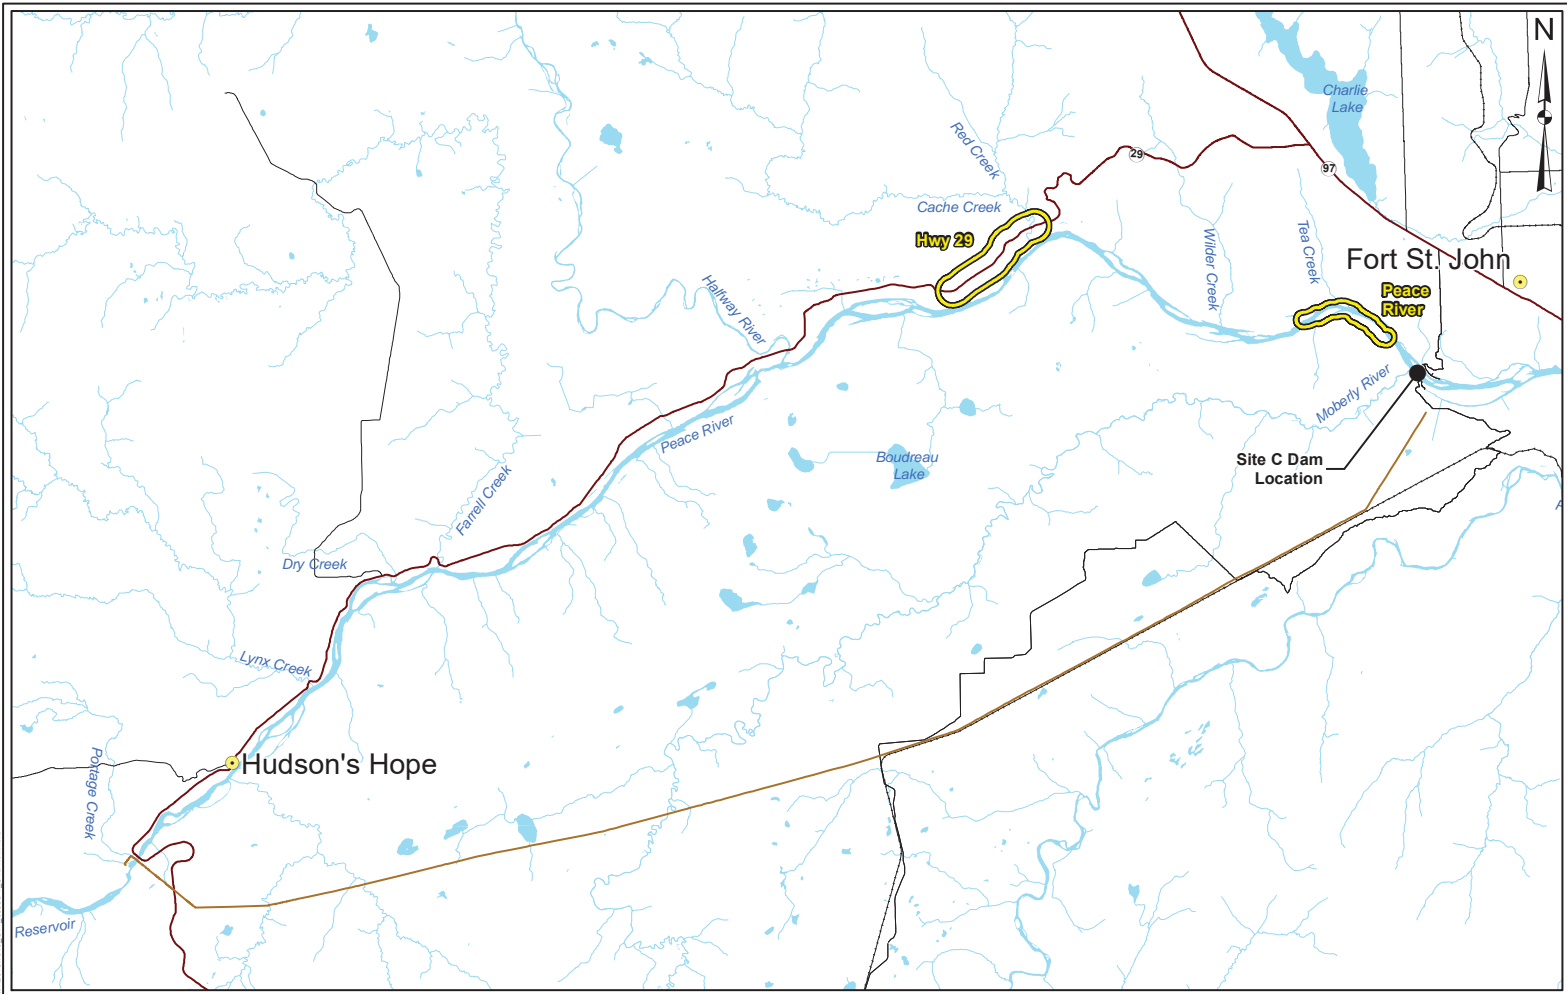 N
Charlie
Lake
Red Creek
29
97
Cache Creek
Hwy 29
Wilder Creek
Tea Creek
Fort St. John
Peace
River
Halfway River
Moberly River
Peace River
Boudreau
Lake
Site C Dam
Location
Farrell Creek
Dry Creek
Lynx Creek
Portage Creek
Hudson's Hope
Reservoir